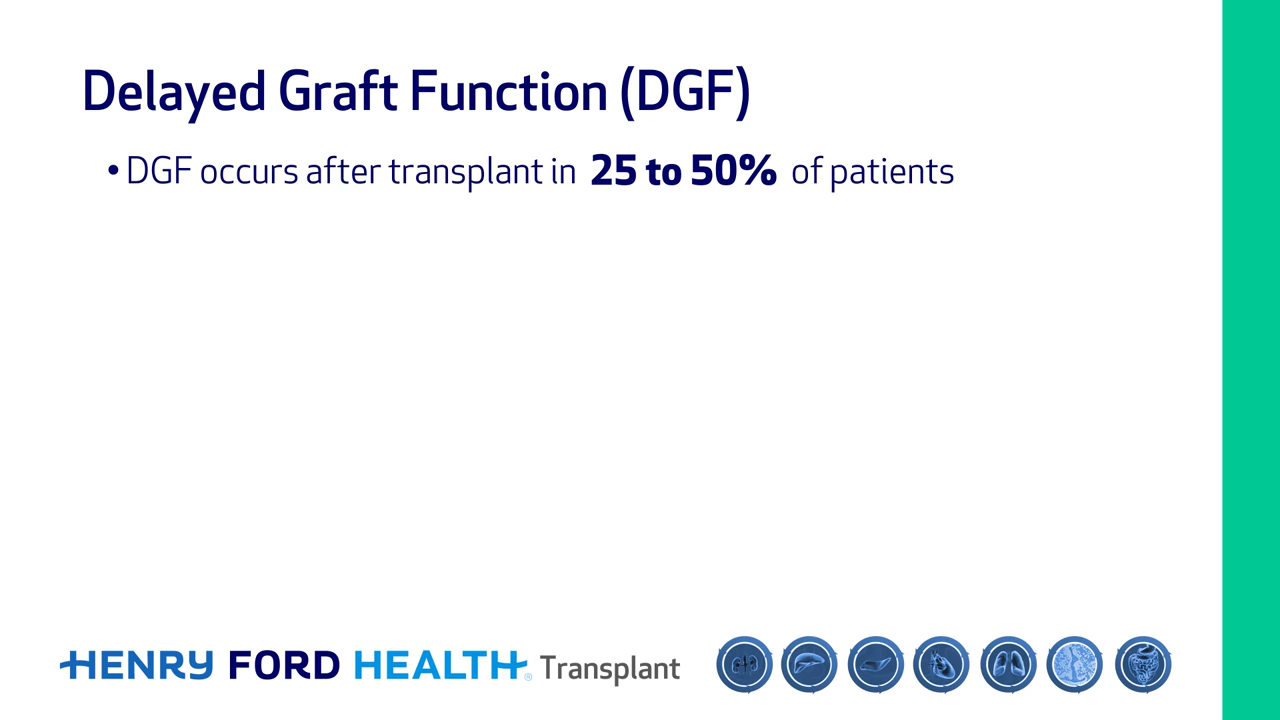 Delayed Graft Function (DGF)
• DGF occurs after transplant in 25 to 50% of patients
HENRY FORD HEALTH® Transplant